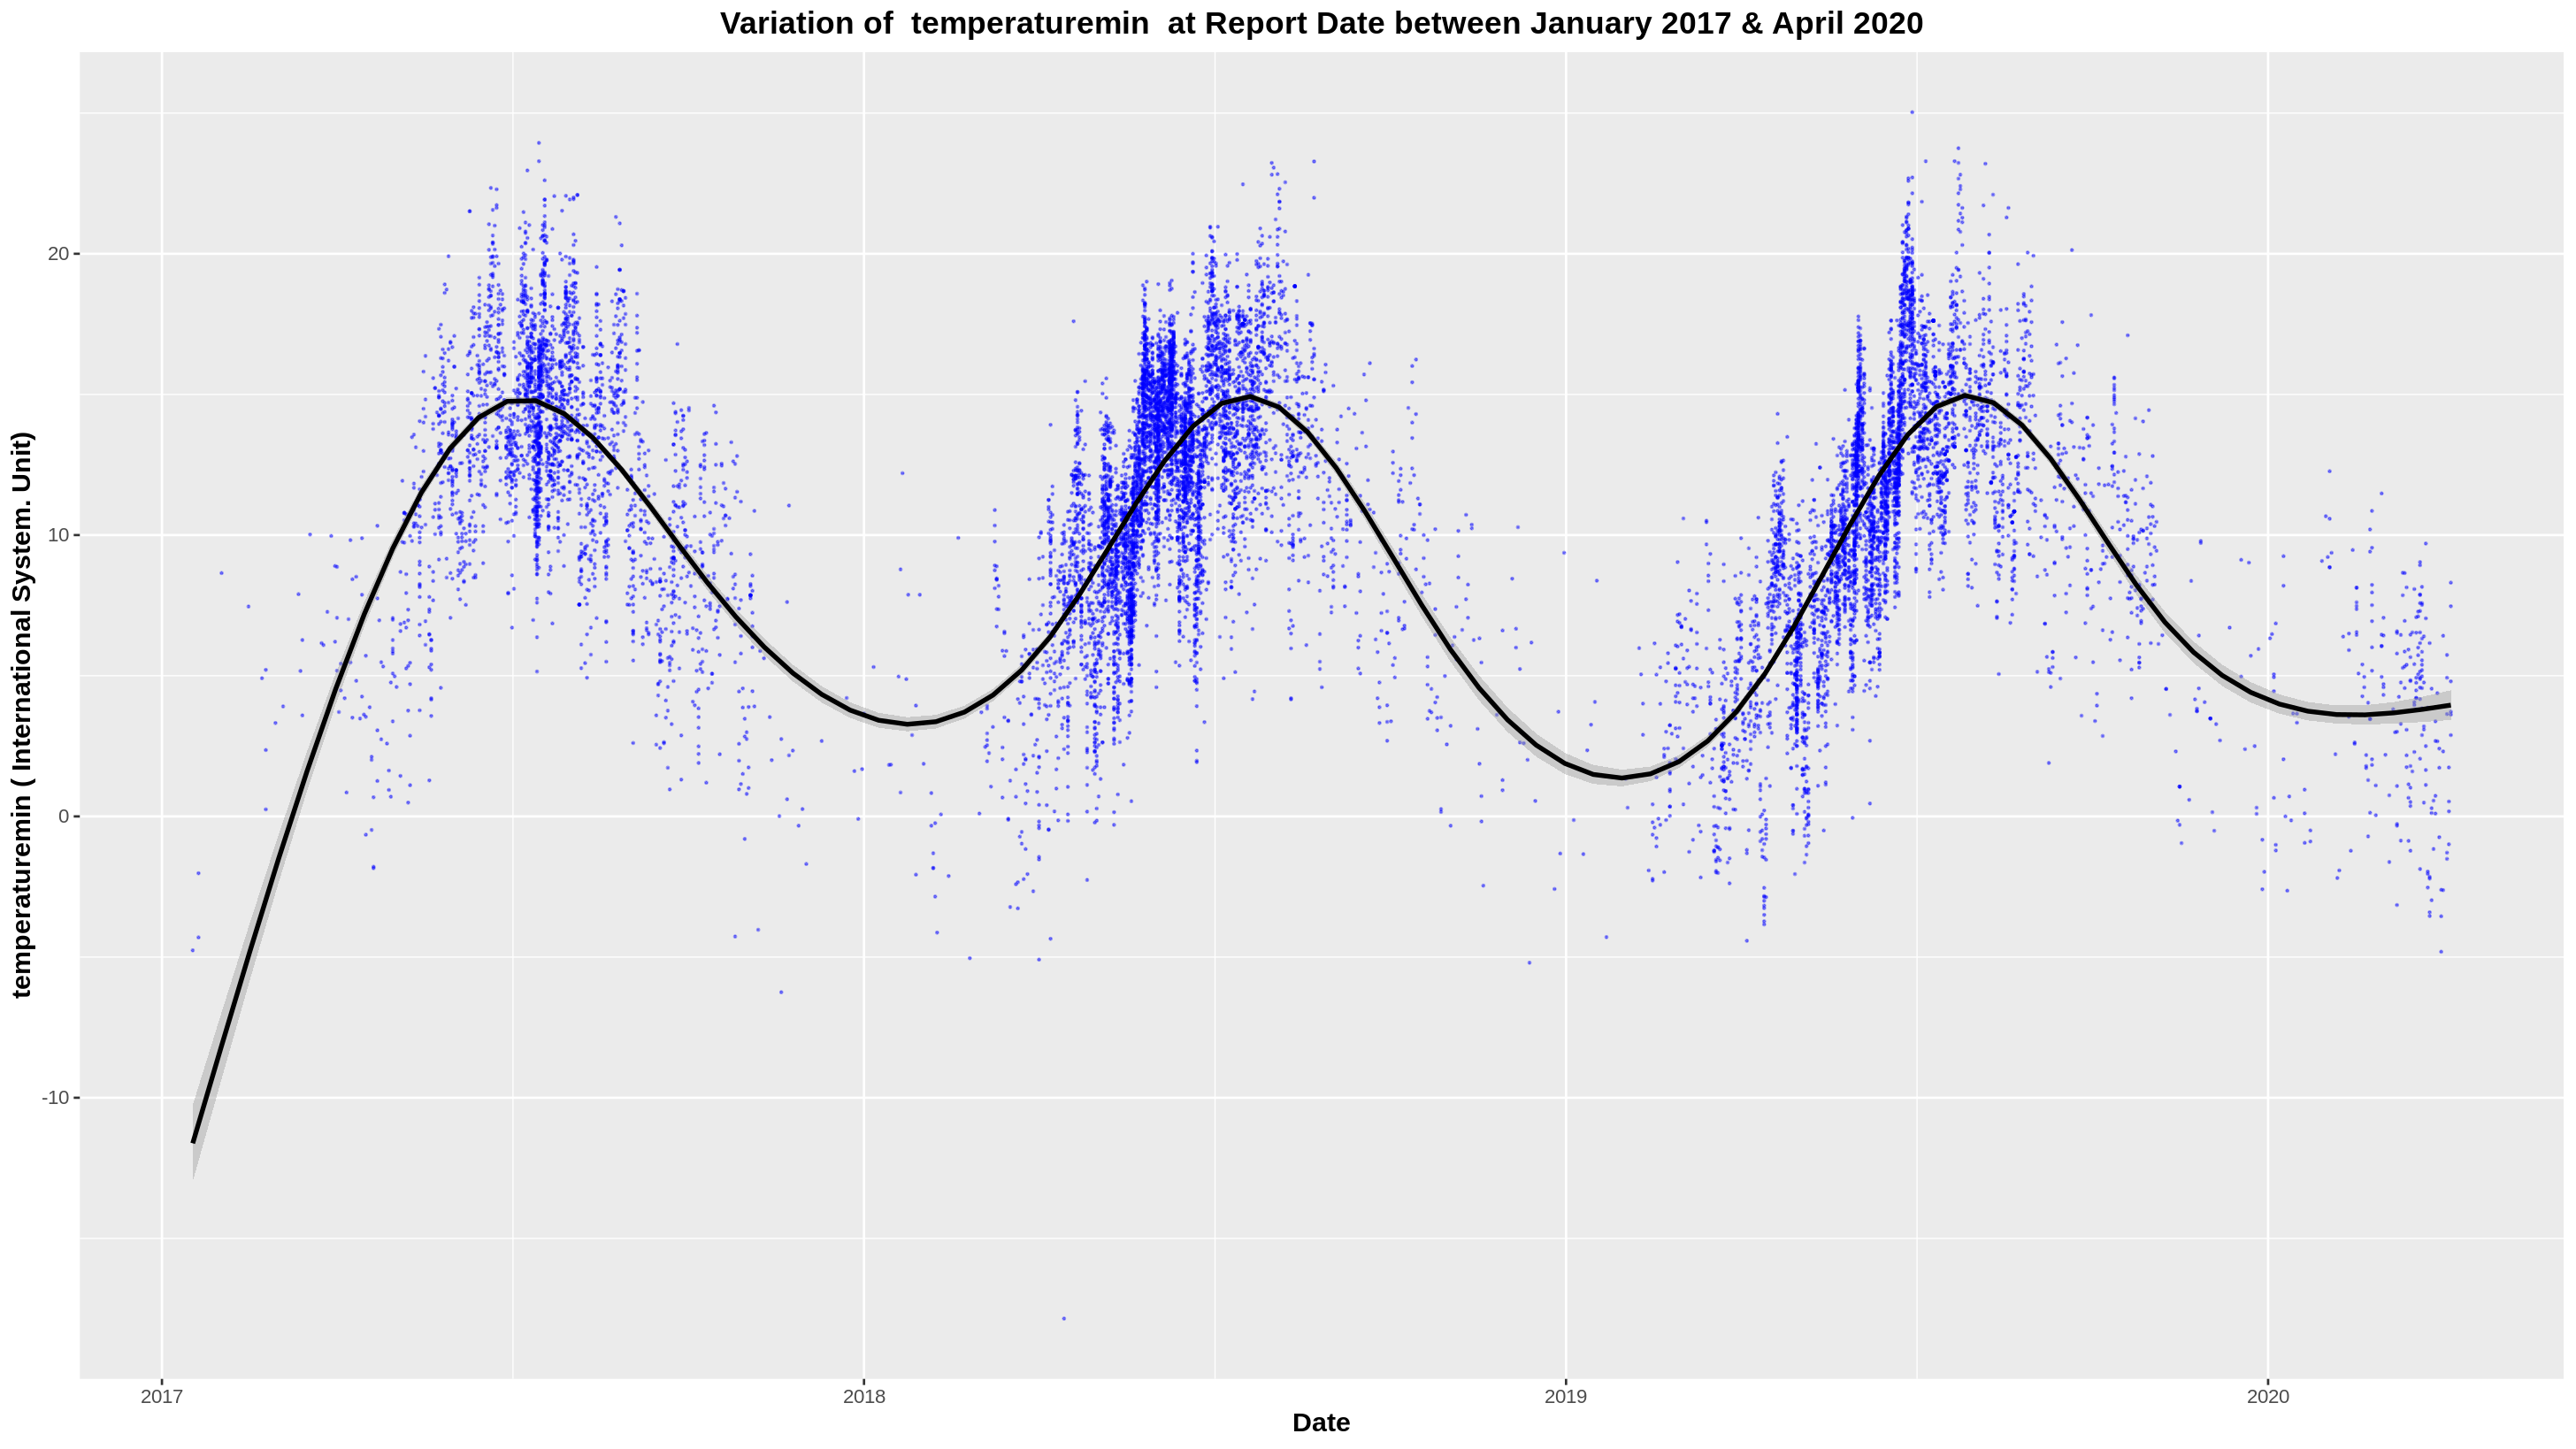 Variation of  temperaturemin  at Report Date between January 2017 & April 2020
temperaturemin ( International System. Unit)
20
10
0
-10
2017
2018
2019
2020
Date